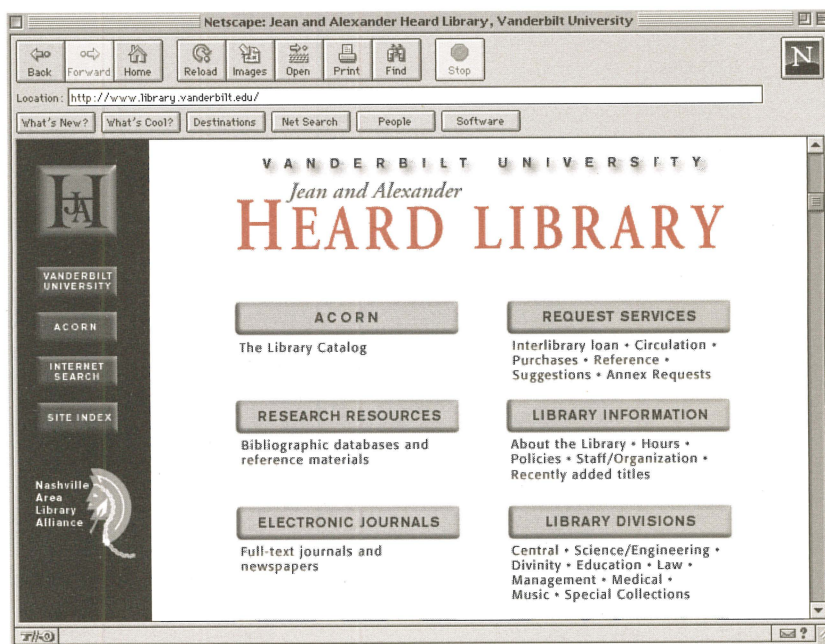 Netscape: Jean and Alexander Heard Library, Vanderbilt University
Back Forward Home Reload Images Open Print Find Stop
N
Location: http://www.library.vanderbilt.edu/
What's New? What's Cool? Destinations Net Search People Software
HJA
VANDERBILT
UNIVERSITY
ACORN
INTERNET
SEARCH
SITE INDEX
Nashville
Area
Library
Alliance
VANDERBILT UNIVERSITY
Jean and Alexander
HEARD LIBRARY
ACORN
The Library Catalog
REQUEST SERVICES
Interlibrary loan • Circulation •
Purchases • Reference •
Suggestions • Annex Requests
RESEARCH RESOURCES
Bibliographic databases and
reference materials
LIBRARY INFORMATION
About the Library • Hours •
Policies • Staff/Organization •
Recently added titles
ELECTRONIC JOURNALS
Full-text journals and
newspapers
LIBRARY DIVISIONS
Central • Science/Engineering •
Divinity • Education • Law •
Management • Medical •
Music • Special Collections
?